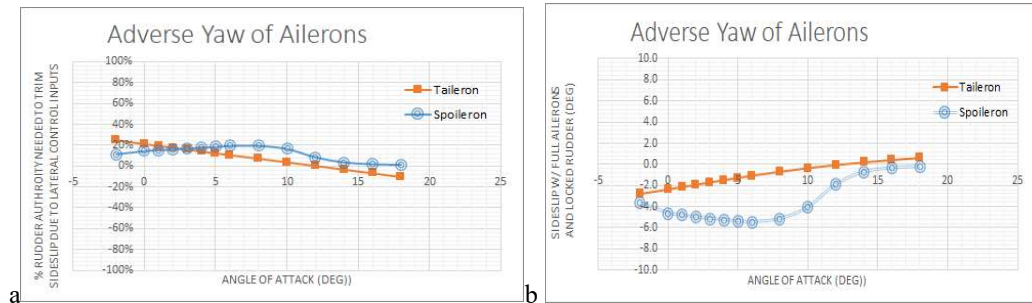 Adverse Yaw of Ailerons
% RUDDER AUTHROITY NEEDED TO TRIM
SIDESLIP DUE TO LATERAL CONTROL INPUTS
100%
80%
60%
40%
20%
0%
-20%
-40%
-60%
-80%
-100%
-5
0
5
10
15
20
25
Taileron
Spoileron
ANGLE OF ATTACK (DEG))
a
Adverse Yaw of Ailerons
SIDESLIP W/ FULL AILERONS
AND LOCKED RUDDER (DEG)
10.0
8.0
6.0
4.0
2.0
0.0
-2.0
-4.0
-6.0
-8.0
-10.0
-5
0
5
10
15
20
25
Taileron
Spoileron
ANGLE OF ATTACK (DEG))
b